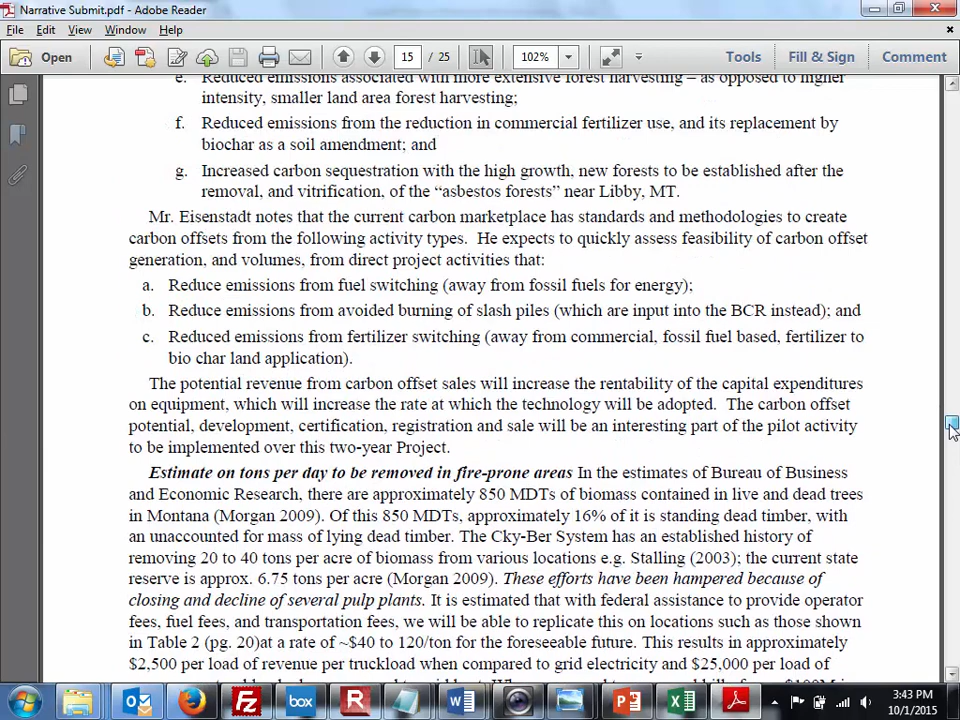 Narrative Submit.pdf - Adobe Reader
File Edit View Window Help
Open 15 / 25 102% Tools Fill & Sign Comment
e. Reduced emissions associated with more extensive forest harvesting – as opposed to higher
intensity, smaller land area forest harvesting;
f. Reduced emissions from the reduction in commercial fertilizer use, and its replacement by
biochar as a soil amendment; and
g. Increased carbon sequestration with the high growth, new forests to be established after the
removal, and vitrification, of the “asbestos forests” near Libby, MT.
Mr. Eisenstadt notes that the current carbon marketplace has standards and methodologies to create
carbon offsets from the following activity types. He expects to quickly assess feasibility of carbon offset
generation, and volumes, from direct project activities that:
a. Reduce emissions from fuel switching (away from fossil fuels for energy);
b. Reduce emissions from avoided burning of slash piles (which are input into the BCR instead); and
c. Reduced emissions from fertilizer switching (away from commercial, fossil fuel based, fertilizer to
bio char land application).
The potential revenue from carbon offset sales will increase the rentability of the capital expenditures
on equipment, which will increase the rate at which the technology will be adopted. The carbon offset
potential, development, certification, registration and sale will be an interesting part of the pilot activity
to be implemented over this two-year Project.
Estimate on tons per day to be removed in fire-prone areas In the estimates of Bureau of Business
and Economic Research, there are approximately 850 MDTs of biomass contained in live and dead trees
in Montana (Morgan 2009). Of this 850 MDTs, approximately 16% of it is standing dead timber, with
an unaccounted for mass of lying dead timber. The Cky-Ber System has an established history of
removing 20 to 40 tons per acre of biomass from various locations e.g. Stalling (2003); the current state
reserve is approx. 6.75 tons per acre (Morgan 2009). These efforts have been hampered because of
closing and decline of several pulp plants. It is estimated that with federal assistance to provide operator
fees, fuel fees, and transportation fees, we will be able to replicate this on locations such as those shown
in Table 2 (pg. 20)at a rate of ~$40 to 120/ton for the foreseeable future. This results in approximately
$2,500 per load of revenue per truckload when compared to grid electricity and $25,000 per load of
box
3:43 PM
10/1/2015